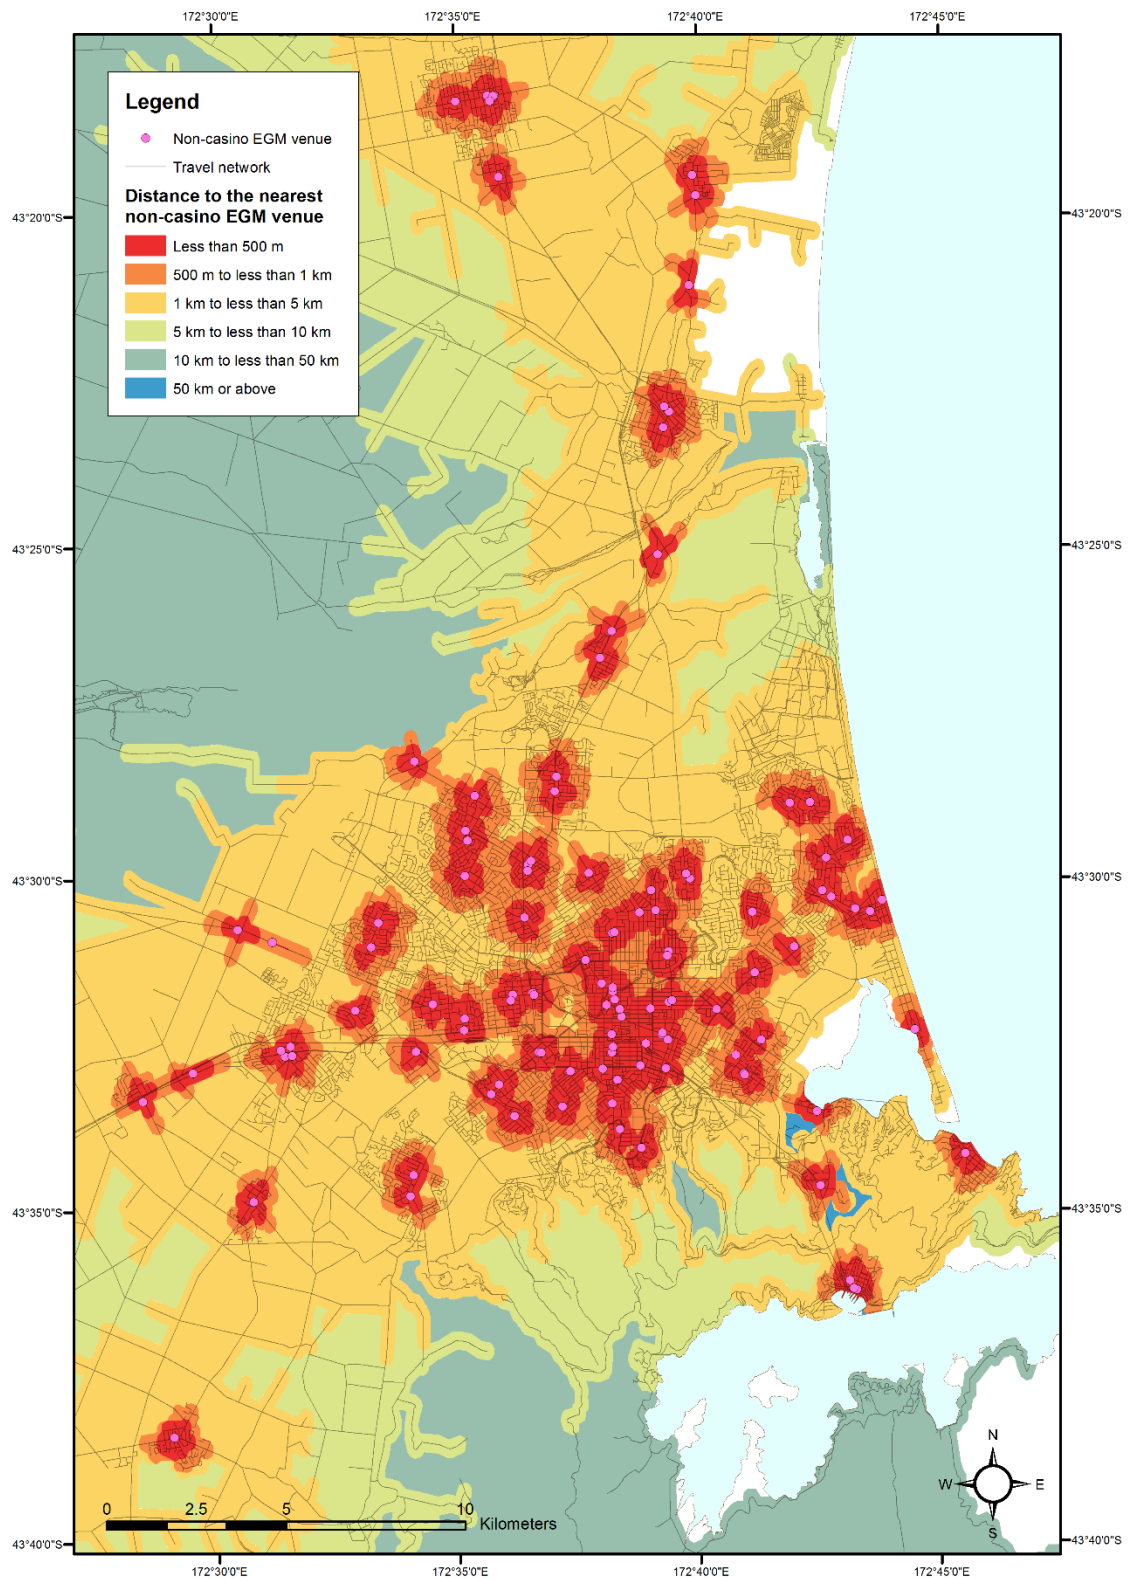 172°30'0"E
172°35'0"E
172°40'0"E
172°45'0"E
Legend
Non-casino EGM venue
Travel network
Distance to the nearest
non-casino EGM venue
Less than 500 m
500 m to less than 1 km
1 km to less than 5 km
5 km to less than 10 km
10 km to less than 50 km
50 km or above
43°20'0"S
43°20'0"S
43°25'0"S
43°25'0"S
43°30'0"S
43°30'0"S
43°35'0"S
43°35'0"S
N
W
E
S
0
2.5
5
10
Kilometers
43°40'0"S
43°40'0"S
172°30'0"E
172°35'0"E
172°40'0"E
172°45'0"E